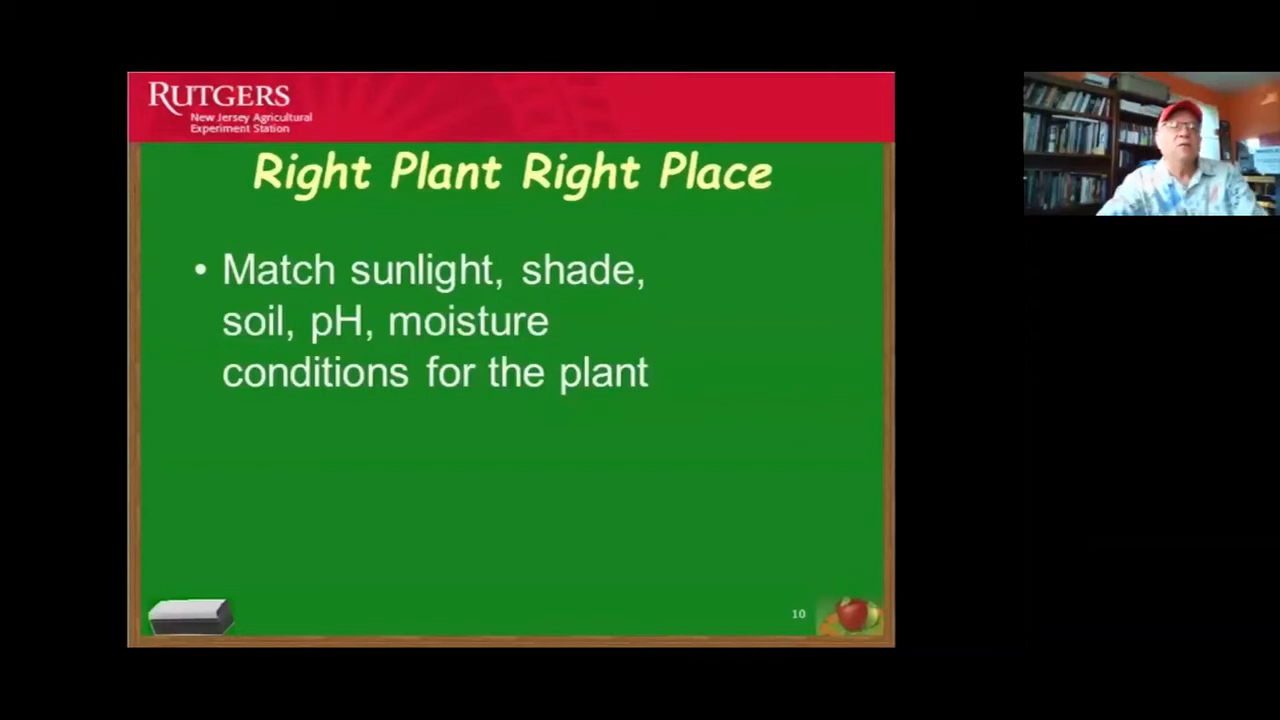 RUTGERS
New Jersey Agricultural
Experiment Station
Right Plant Right Place
• Match sunlight, shade,
soil, pH, moisture
conditions for the plant
10